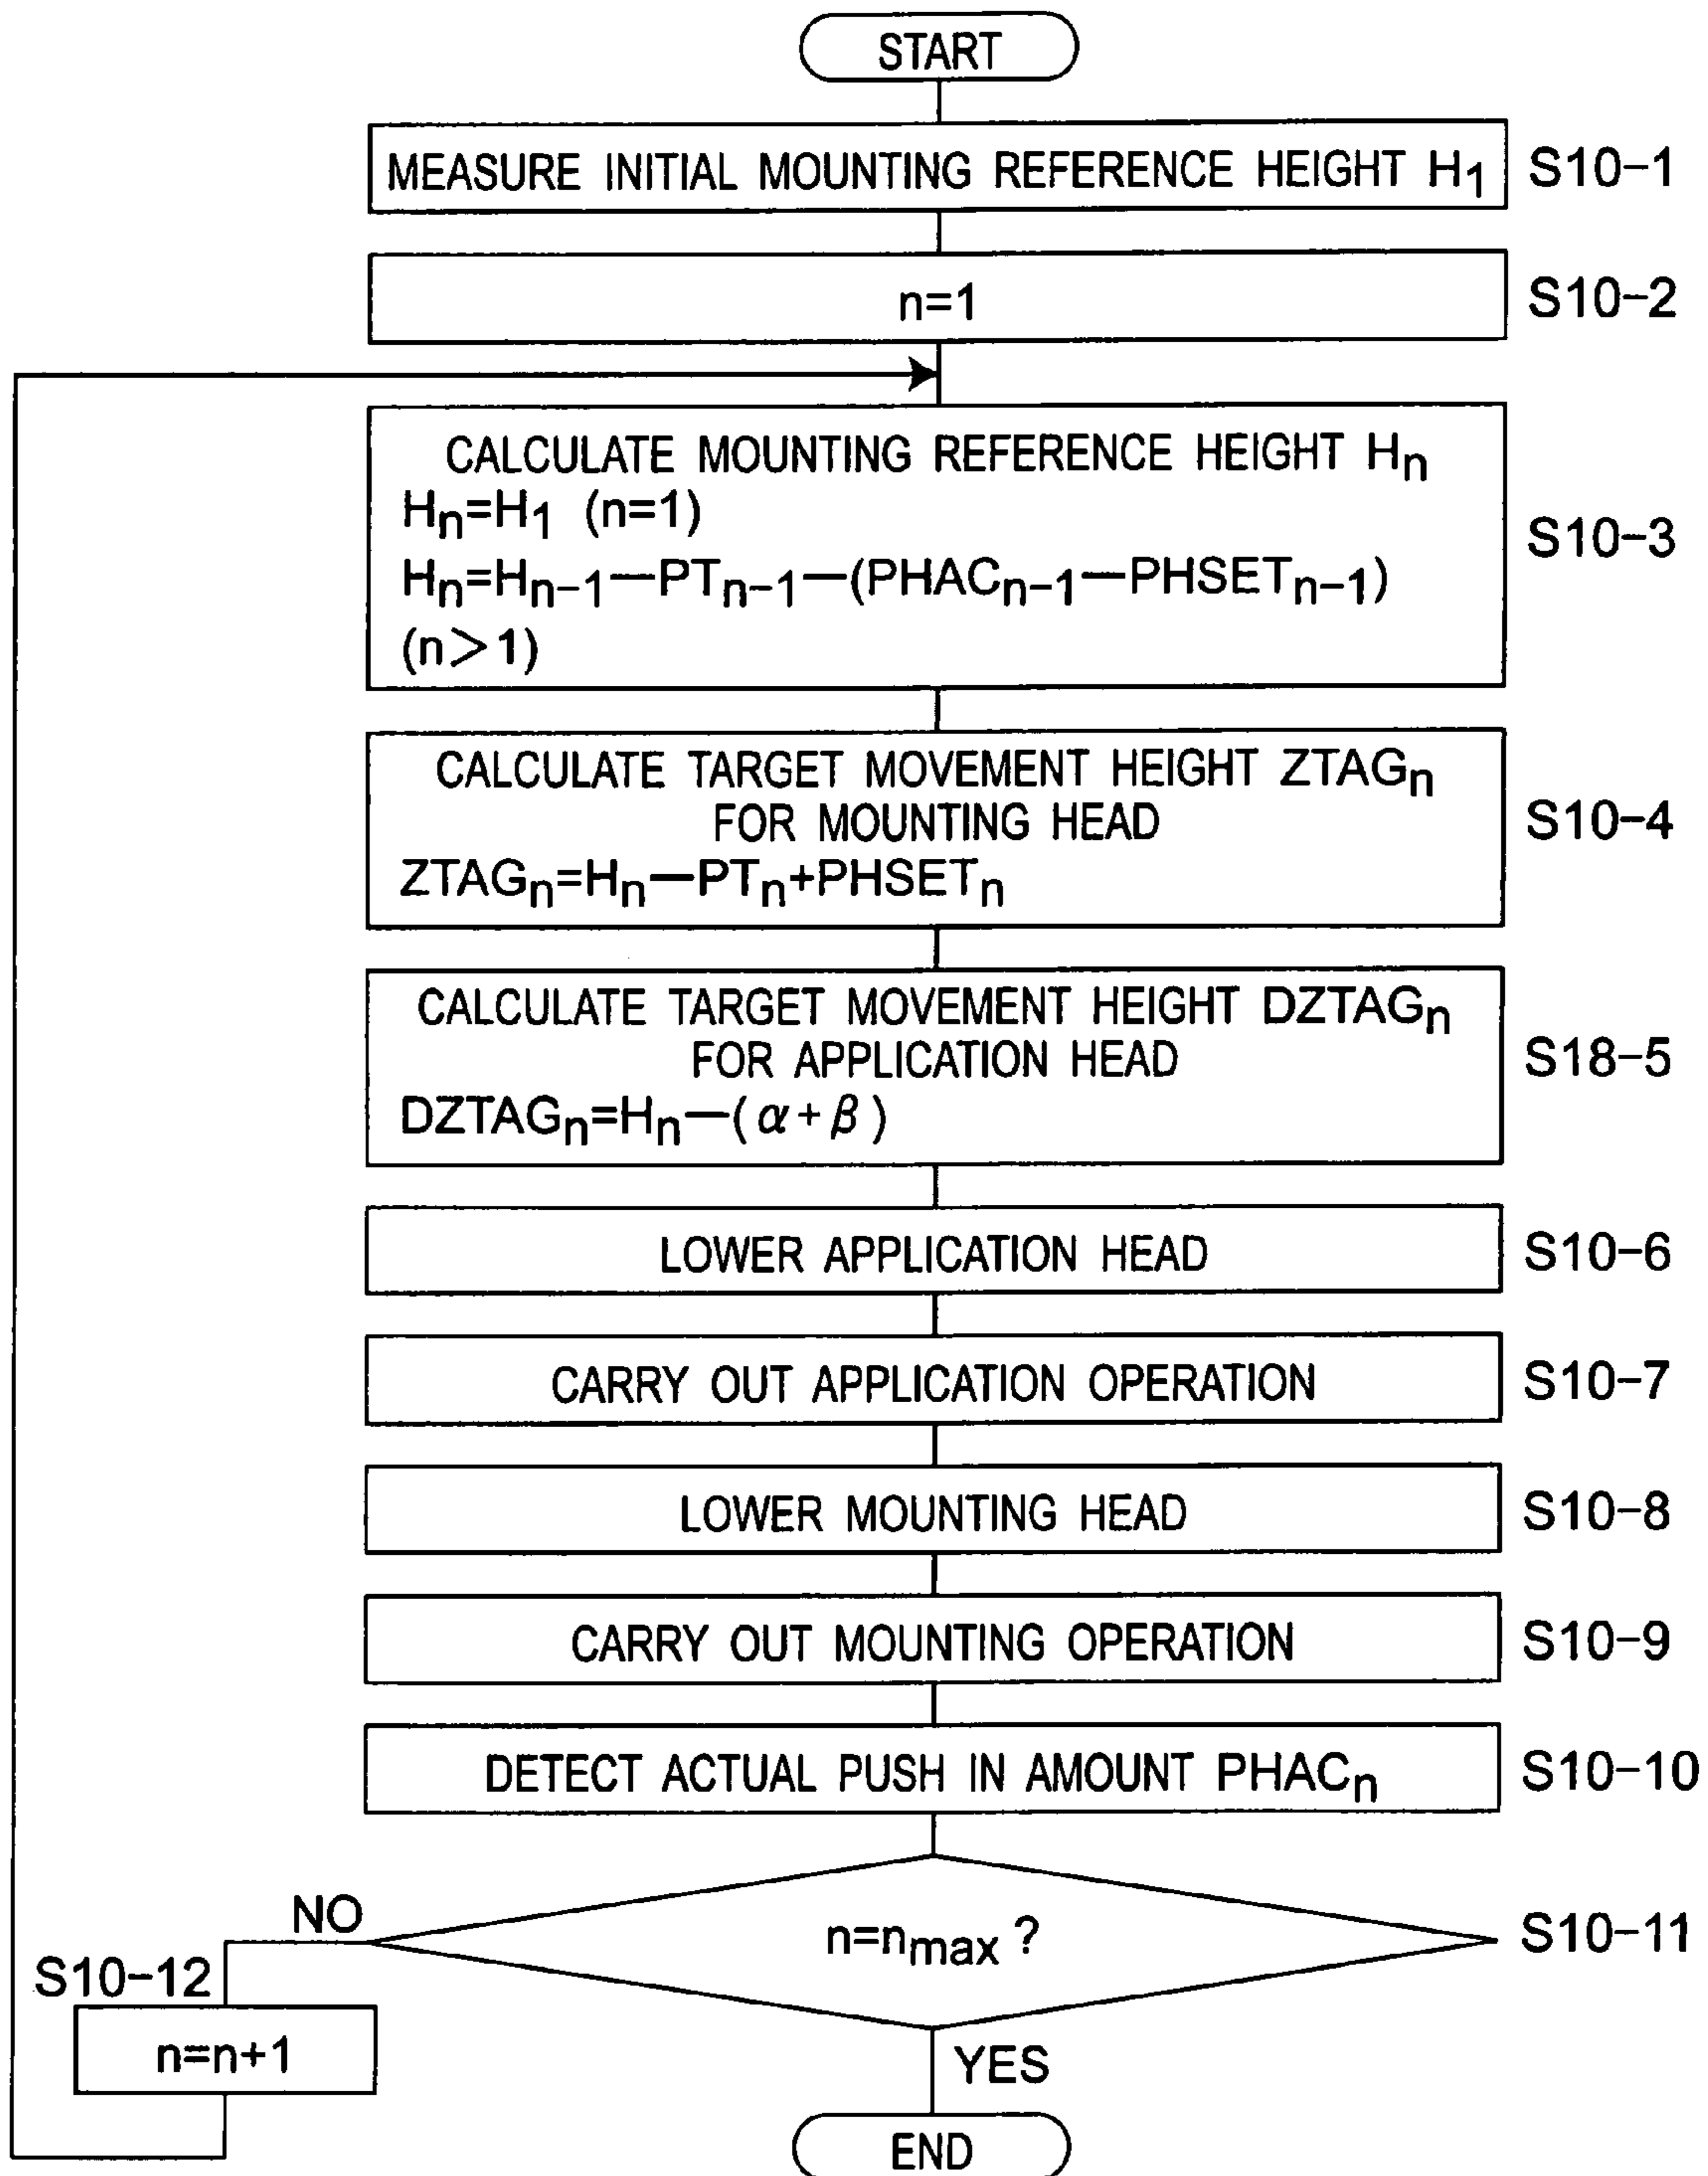 START
MEASURE INITIAL MOUNTING REFERENCE HEIGHT H1 S10-1
n=1 S10-2
CALCULATE MOUNTING REFERENCE HEIGHT Hn
Hn=H1 (n=1)
S10-3
Hn=Hn-1—PTn-1—(PHACn-1—PHSETn-1)
(n>1)
CALCULATE TARGET MOVEMENT HEIGHT ZTAGn
FOR MOUNTING HEAD S10-4
ZTAGn=Hn—PTn+PHSETn
CALCULATE TARGET MOVEMENT HEIGHT DZTAGn
FOR APPLICATION HEAD S18-5
DZTAGn=Hn—(α+β)
LOWER APPLICATION HEAD S10-6
CARRY OUT APPLICATION OPERATION S10-7
LOWER MOUNTING HEAD S10-8
CARRY OUT MOUNTING OPERATION S10-9
DETECT ACTUAL PUSH IN AMOUNT PHACn S10-10
NO
n=nmax ? S10-11
S10-12
n=n+1
YES
END